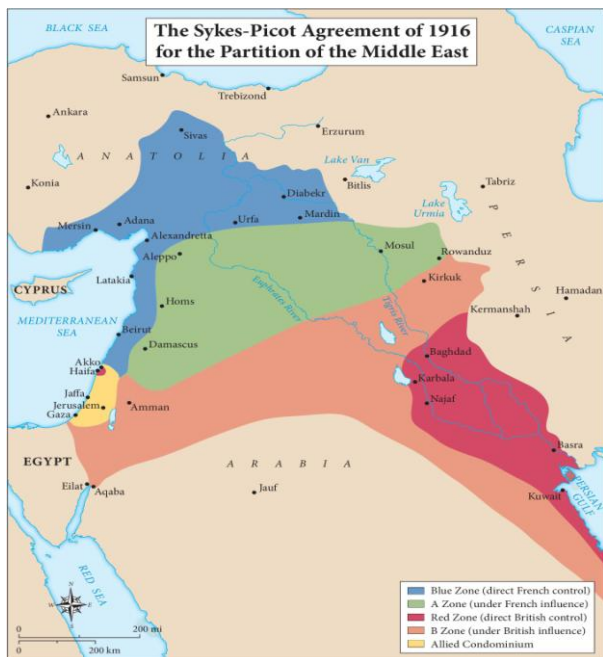 The Sykes-Picot Agreement of 1916
for the Partition of the Middle East
BLACK SEA
CASPIAN
SEA
Samsun
Trebizond
Ankara
Sivas
Erzurum
ANATOLIA
Lake Van
Bitlis
Konia
Diabekr
Tabriz
Lake
Urmia
Mardin
Urfa
Adana
Mersin
Alexandretta
PERSIA
Aleppo
Mosul
Rowanduz
Latakia
Kirkuk
CYPRUS
Euphrates River
Tigris River
Hamadan
Homs
Kermanshah
MEDITERRANEAN
SEA
Beirut
Damascus
Baghdad
Akko
Haifa
Karbala
Jaffa
Amman
Najaf
Jerusalem
Gaza
Basra
EGYPT
ARABIA
Eilat
Aqaba
Jauf
Kuwait
PERSIAN
GULF
RED SEA
N
W
E
S
Blue Zone (direct French control)
A Zone (under French influence)
Red Zone (direct British control)
B Zone (under British influence)
Allied Condominium
0
200 mi
0
200 km